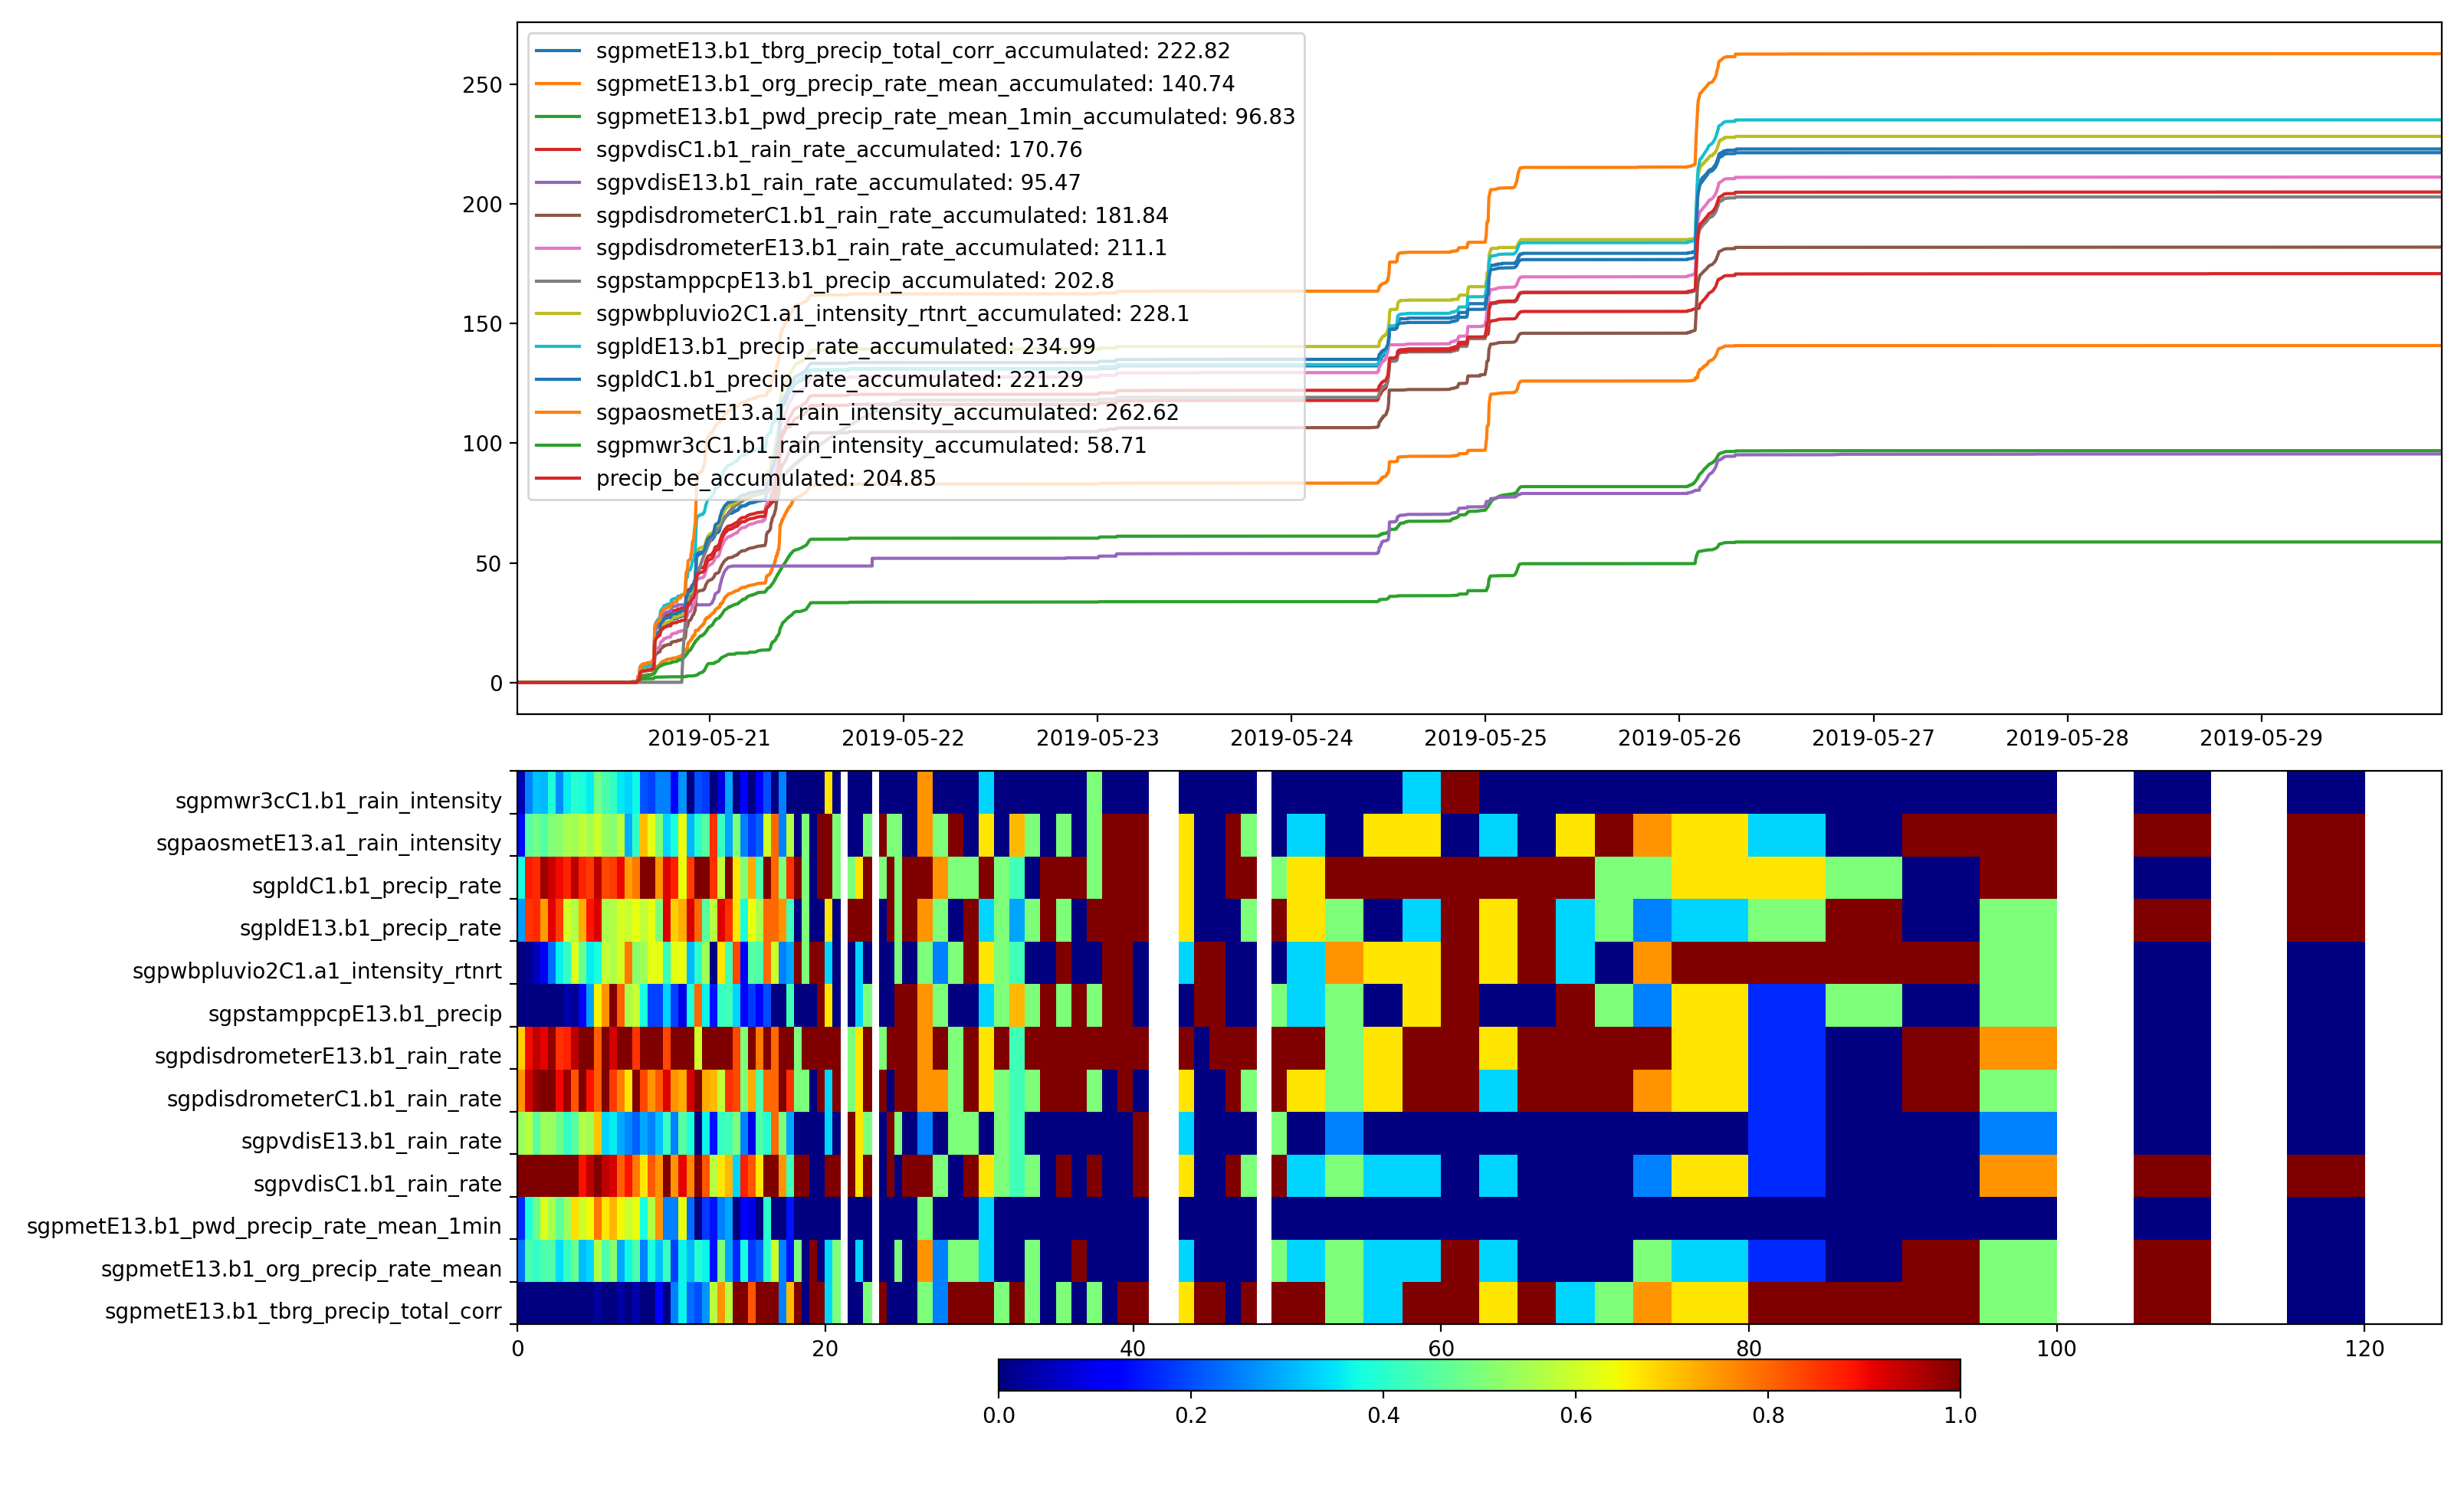 sgpmetE13.b1_tbrg_precip_total_corr_accumulated: 222.82
sgpmetE13.b1_org_precip_rate_mean_accumulated: 140.74
sgpmetE13.b1_pwd_precip_rate_mean_1min_accumulated: 96.83
sgpvdisC1.b1_rain_rate_accumulated: 170.76
sgpvdisE13.b1_rain_rate_accumulated: 95.47
sgpdisdrometerC1.b1_rain_rate_accumulated: 181.84
sgpdisdrometerE13.b1_rain_rate_accumulated: 211.1
sgpstamppcpE13.b1_precip_accumulated: 202.8
sgpwbpluvio2C1.a1_intensity_rtnrt_accumulated: 228.1
sgppldE13.b1_precip_rate_accumulated: 234.99
sgpldC1.b1_precip_rate_accumulated: 221.29
sgpaosmetE13.a1_rain_intensity_accumulated: 262.62
sgpmwr3cC1.b1_rain_intensity_accumulated: 58.71
precip_be_accumulated: 204.85
250
200
150
100
50
0
2019-05-21 2019-05-22 2019-05-23 2019-05-24 2019-05-25 2019-05-26 2019-05-27 2019-05-28 2019-05-29
sgpmwr3cC1.b1_rain_intensity
sgpaosmetE13.a1_rain_intensity
sgpldC1.b1_precip_rate
sgpldE13.b1_precip_rate
sgpwbpluvio2C1.a1_intensity_rtnrt
sgpstamppcpE13.b1_precip
sgpdisdrometerE13.b1_rain_rate
sgpdisdrometerC1.b1_rain_rate
sgpvdisE13.b1_rain_rate
sgpvdisC1.b1_rain_rate
sgpmetE13.b1_pwd_precip_rate_mean_1min
sgpmetE13.b1_org_precip_rate_mean
sgpmetE13.b1_tbrg_precip_total_corr
0 20 40 60 80 100 120
0.0 0.2 0.4 0.6 0.8 1.0